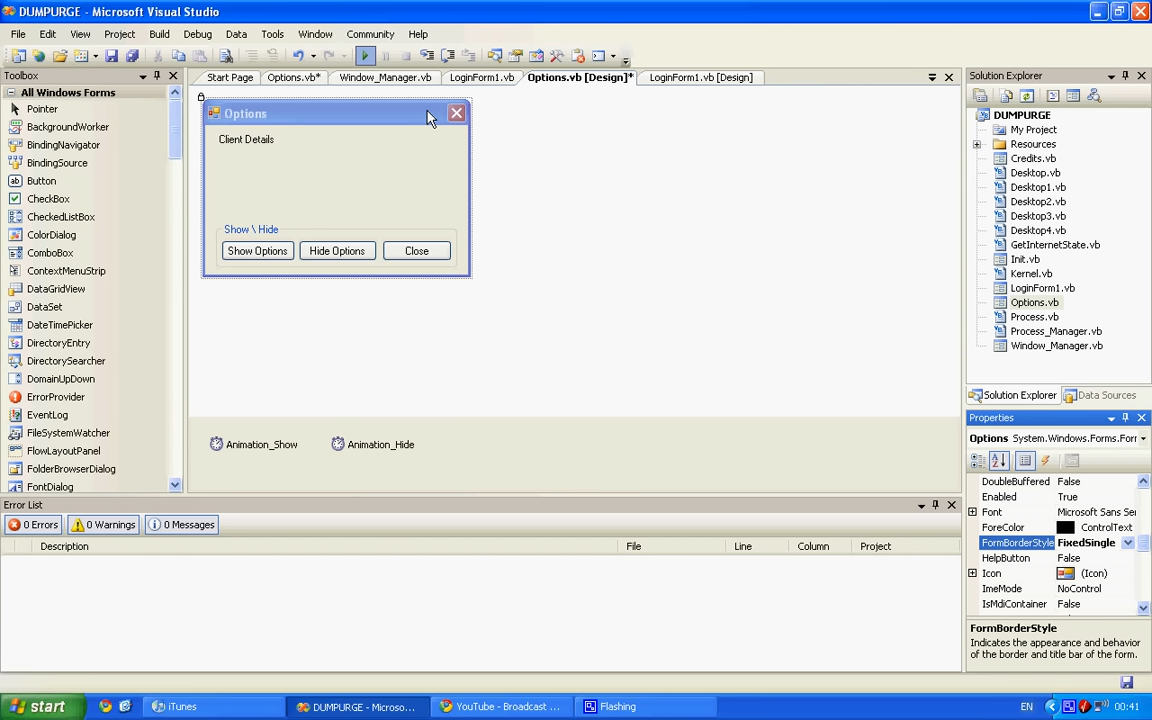 DUMPURGE - Microsoft Visual Studio
File Edit View Project Build Debug Data Tools Window Community Help
Toolbox
Start Page Options.vb* Window_Manager.vb LoginForm1.vb Options.vb [Design]* LoginForm1.vb [Design]
Solution Explorer
All Windows Forms
Pointer
BackgroundWorker
BindingNavigator
BindingSource
ab Button
CheckBox
CheckedListBox
ColorDialog
ComboBox
ContextMenuStrip
DataGridView
DataSet
DateTimePicker
DirectoryEntry
DirectorySearcher
DomainUpDown
ErrorProvider
EventLog
FileSystemWatcher
FlowLayoutPanel
FolderBrowserDialog
FontDialog
Options
Client Details
Show \ Hide
Show Options Hide Options Close
Animation_Show Animation_Hide
DUMPURGE
My Project
Resources
Credits.vb
Desktop.vb
Desktop1.vb
Desktop2.vb
Desktop3.vb
Desktop4.vb
GetInternetState.vb
Init.vb
Kernel.vb
LoginForm1.vb
Options.vb
Process.vb
Process_Manager.vb
Window_Manager.vb
Solution Explorer Data Sources
Properties
Options System.Windows.Forms.Forr
DoubleBuffered False
Enabled True
Font Microsoft Sans Ser
ForeColor ControlText
FormBorderStyle FixedSingle
HelpButton False
Icon (Icon)
ImeMode NoControl
IsMdiContainer False
FormBorderStyle
Indicates the appearance and behavior
of the border and title bar of the form.
Error List
0 Errors 0 Warnings 0 Messages
Description File Line Column Project
start iTunes DUMPURGE - Microso... YouTube - Broadcast ... Flashing EN 00:41